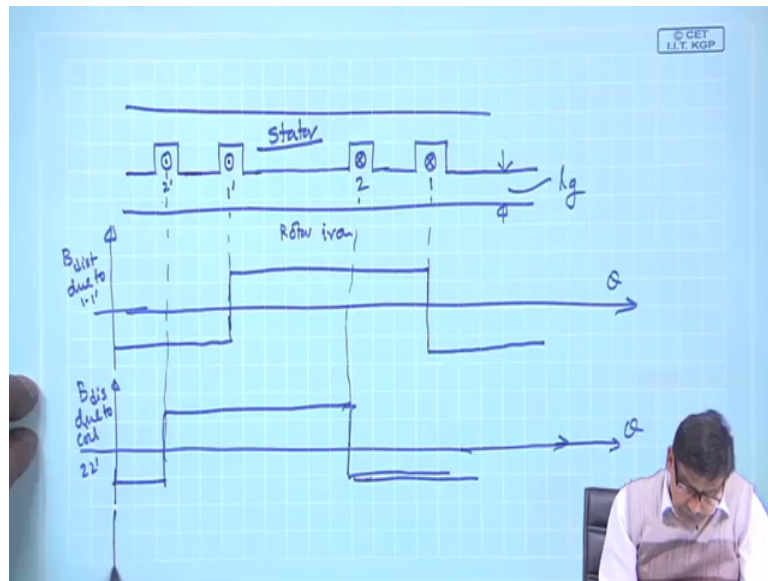 © CET
I.I.T. KGP
Stator
⊙ ⊙ ⊗ ⊗
2' 1' 2 1
lg
Rotor iron
B dist
due to
1-1'
θ
B dis
due to
coil
22'
θ